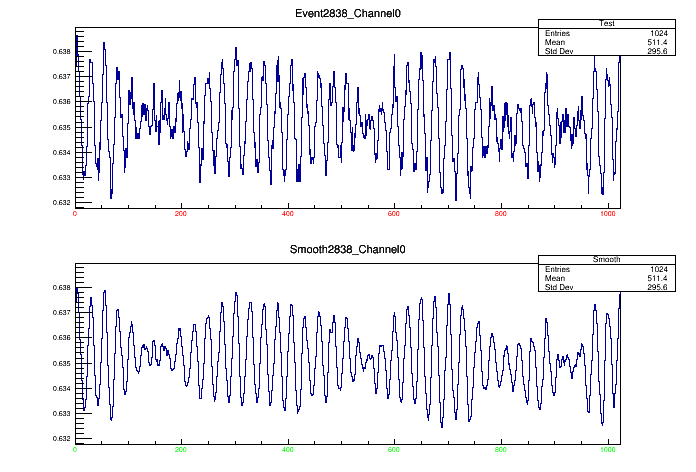 Event2838_Channel0
Test
Entries 1024
Mean 511.4
Std Dev 295.6
0.638
0.637
0.636
0.635
0.634
0.633
0.632
0 200 400 600 800 1000
Smooth2838_Channel0
Smooth
Entries 1024
Mean 511.4
Std Dev 295.6
0.638
0.637
0.636
0.635
0.634
0.633
0.632
0 200 400 600 800 1000